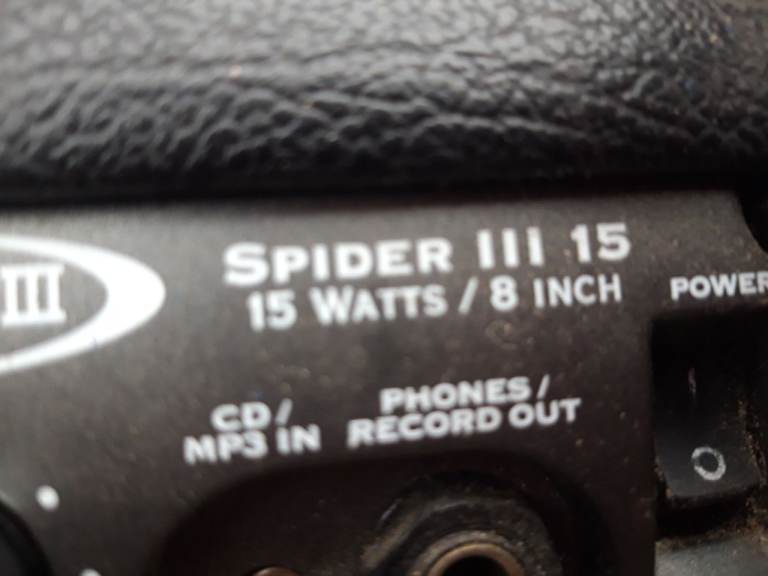 III
SPIDER III 15
15 WATTS / 8 INCH
POWER
CD/
MP3 IN
PHONES/
RECORD OUT